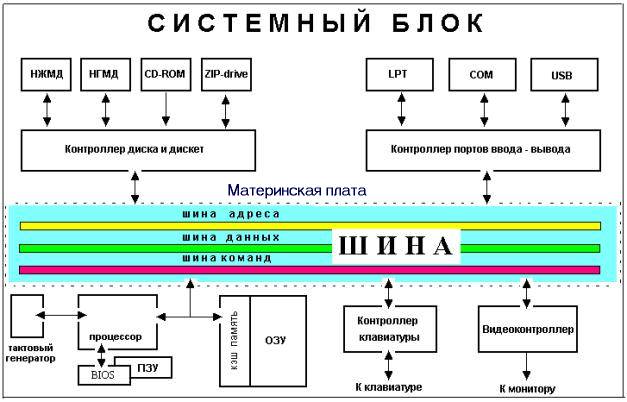 СИСТЕМНЫЙ БЛОК
НЖМД НГМД CD-ROM ZIP-drive LPT COM USB
Контроллер диска и дискет
Контроллер портов ввода - вывода
Материнская плата
шина адреса
шина данных
ШИНА
шина команд
тактовый
генератор
процессор
BIOS
ПЗУ
кэш память
ОЗУ
Контроллер
клавиатуры
Видеоконтроллер
К клавиатуре
К монитору